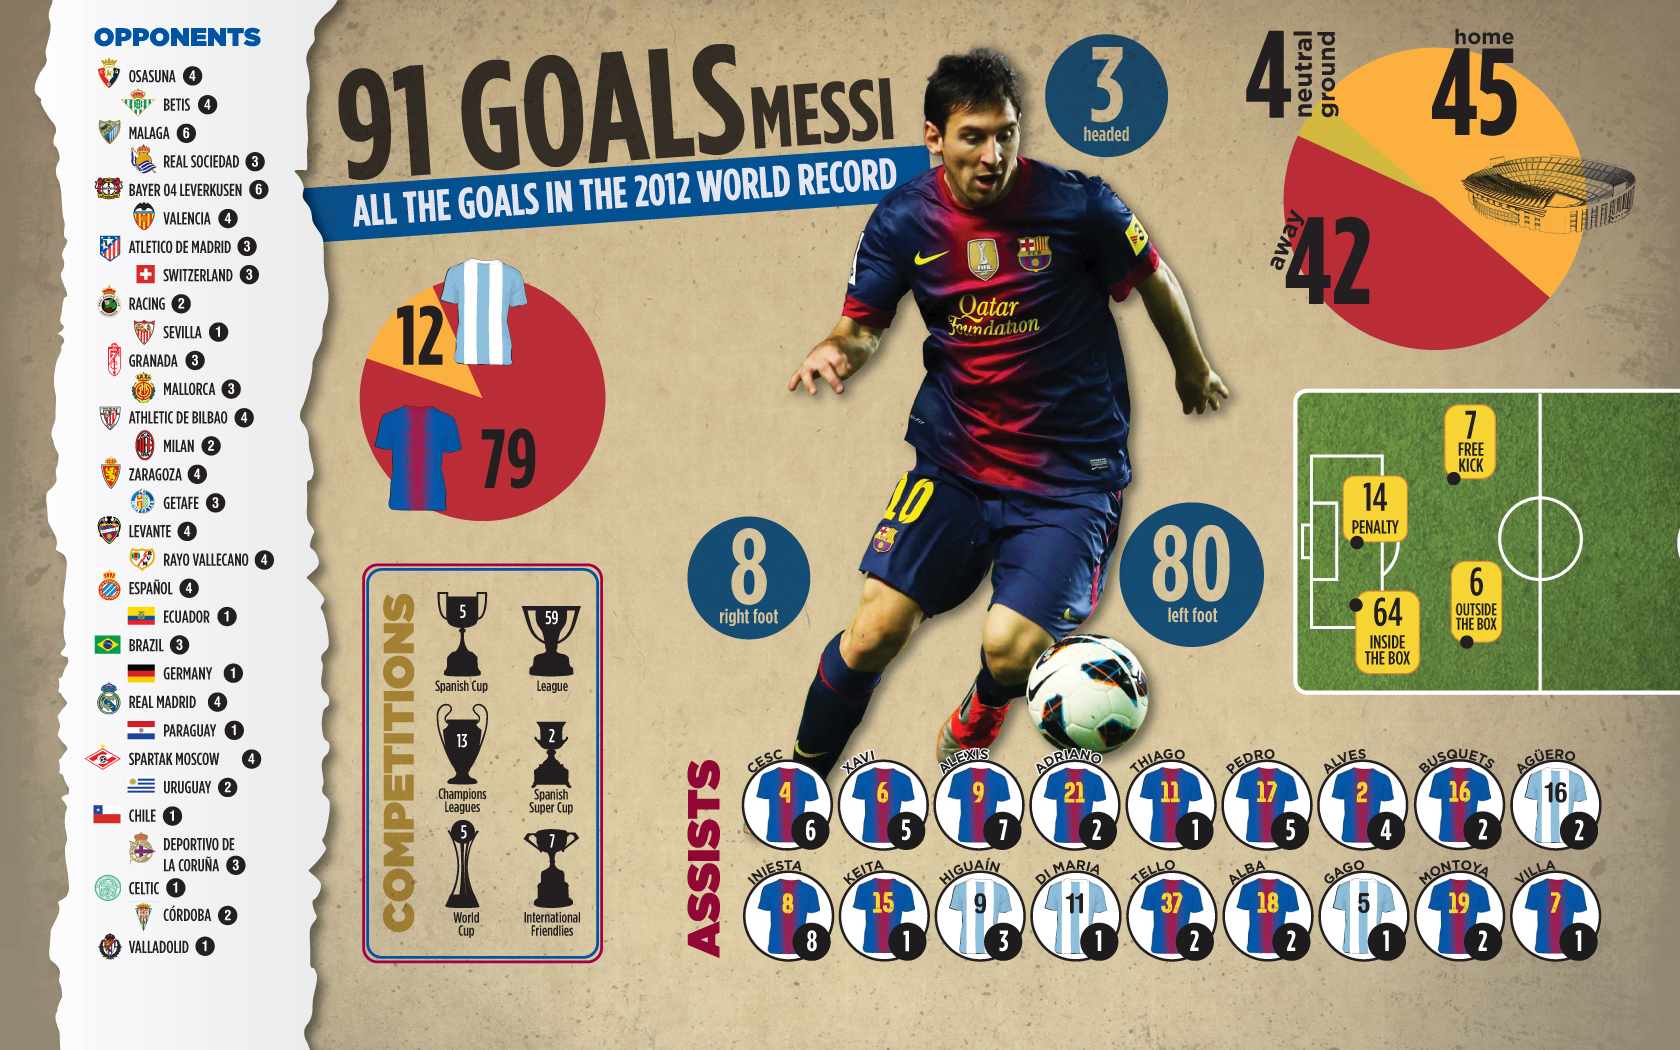 OPPONENTS
OSASUNA 4
BETIS 4
MALAGA 6
REAL SOCIEDAD 3
BAYER 04 LEVERKUSEN 6
VALENCIA 4
ATLETICO DE MADRID 3
SWITZERLAND 3
RACING 2
SEVILLA 1
GRANADA 3
MALLORCA 3
ATHLETIC DE BILBAO 4
MILAN 2
ZARAGOZA 4
GETAFE 3
LEVANTE 4
RAYO VALLECANO 4
ESPAÑOL 4
ECUADOR 1
BRAZIL 3
GERMANY 1
REAL MADRID 4
PARAGUAY 1
SPARTAK MOSCOW 4
URUGUAY 2
CHILE 1
DEPORTIVO DE
LA CORUÑA 3
CELTIC 1
CÓRDOBA 2
VALLADOLID 1
91 GOALS MESSI
ALL THE GOALS IN THE 2012 WORLD RECORD
12
79
3
headed
8
right foot
80
left foot
Qatar
Foundation
FIFA
10
4
neutral
ground
home
45
away
42
7
FREE
KICK
14
PENALTY
64
INSIDE
THE BOX
6
OUTSIDE
THE BOX
COMPETITIONS
5
Spanish Cup
59
League
13
Champions
Leagues
2
Spanish
Super Cup
5
World
Cup
7
International
Friendlies
ASSISTS
CESC
4
6
XAVI
6
5
ALEXIS
9
7
ADRIANO
21
2
THIAGO
11
1
PEDRO
17
5
ALVES
2
4
BUSQUETS
16
2
AGÜERO
16
2
INIESTA
8
8
KEITA
15
1
HIGUAÍN
9
3
DI MARIA
11
1
TELLO
37
2
ALBA
18
2
GAGO
5
1
MONTOYA
19
2
VILLA
7
1